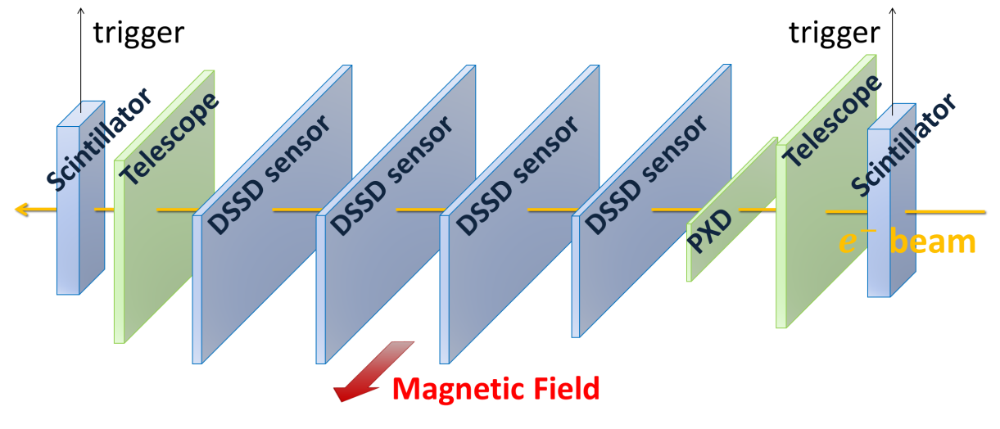 trigger
trigger
Scintillator
Telescope
DSSD sensor
DSSD sensor
DSSD sensor
DSSD sensor
PXD
Telescope
Scintillator
e⁻ beam
Magnetic Field